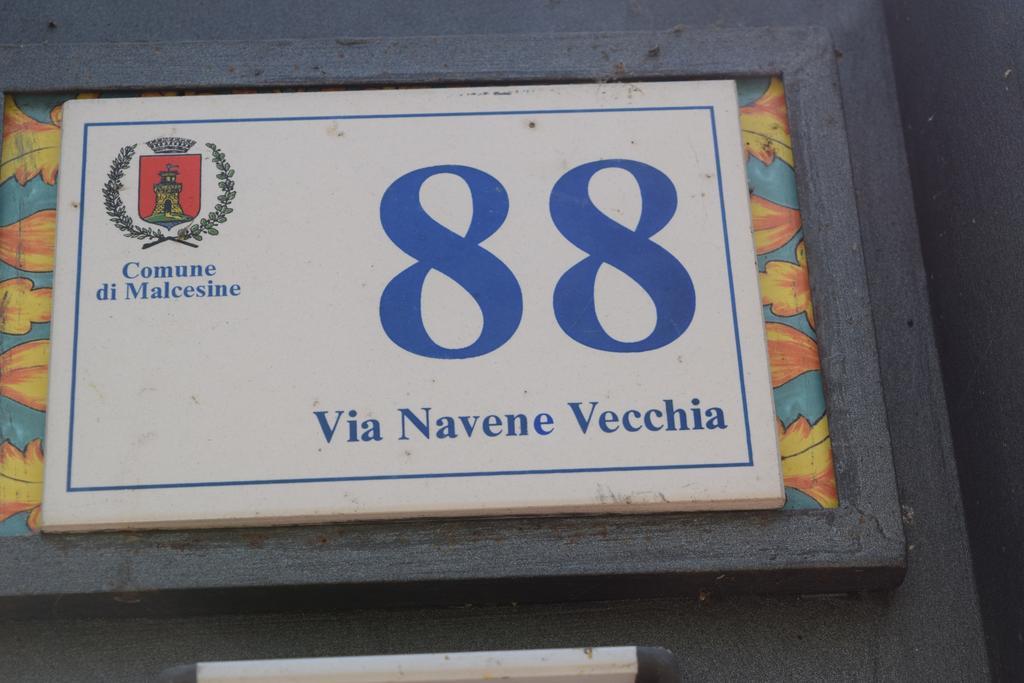 Comune
di Malcesine
88
Via Navene Vecchia